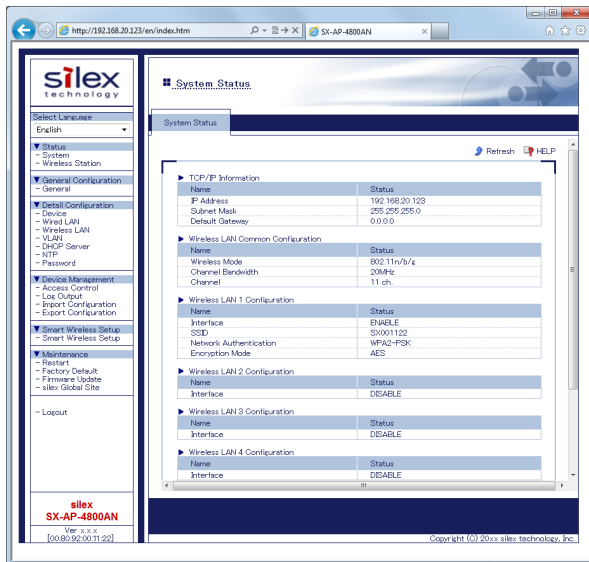 http://192.168.20.123/en/index.htm
SX-AP-4800AN
silex
technology
System Status
Select Language
English
System Status
▼ Status
- System
- Wireless Station
▼ General Configuration
- General
▼ Detail Configuration
- Device
- Wired LAN
- Wireless LAN
- VLAN
- DHCP Server
- NTP
- Password
▼ Device Management
- Access Control
- Log Output
- Import Configuration
- Export Configuration
▼ Smart Wireless Setup
- Smart Wireless Setup
▼ Maintenance
- Restart
- Factory Default
- Firmware Update
- silex Global Site
- Logout
silex
SX-AP-4800AN
Ver x.x.x
[00:80:92:00:11:22]
Refresh HELP
▶ TCP/IP Information
Name Status
IP Address 192.168.20.123
Subnet Mask 255.255.255.0
Default Gateway 0.0.0.0
▶ Wireless LAN Common Configuration
Name Status
Wireless Mode 802.11n/b/g
Channel Bandwidth 20MHz
Channel 11 ch.
▶ Wireless LAN 1 Configuration
Name Status
Interface ENABLE
SSID SX001122
Network Authentication WPA2-PSK
Encryption Mode AES
▶ Wireless LAN 2 Configuration
Name Status
Interface DISABLE
▶ Wireless LAN 3 Configuration
Name Status
Interface DISABLE
▶ Wireless LAN 4 Configuration
Name Status
Interface DISABLE
Copyright (C) 20xx silex technology, Inc.